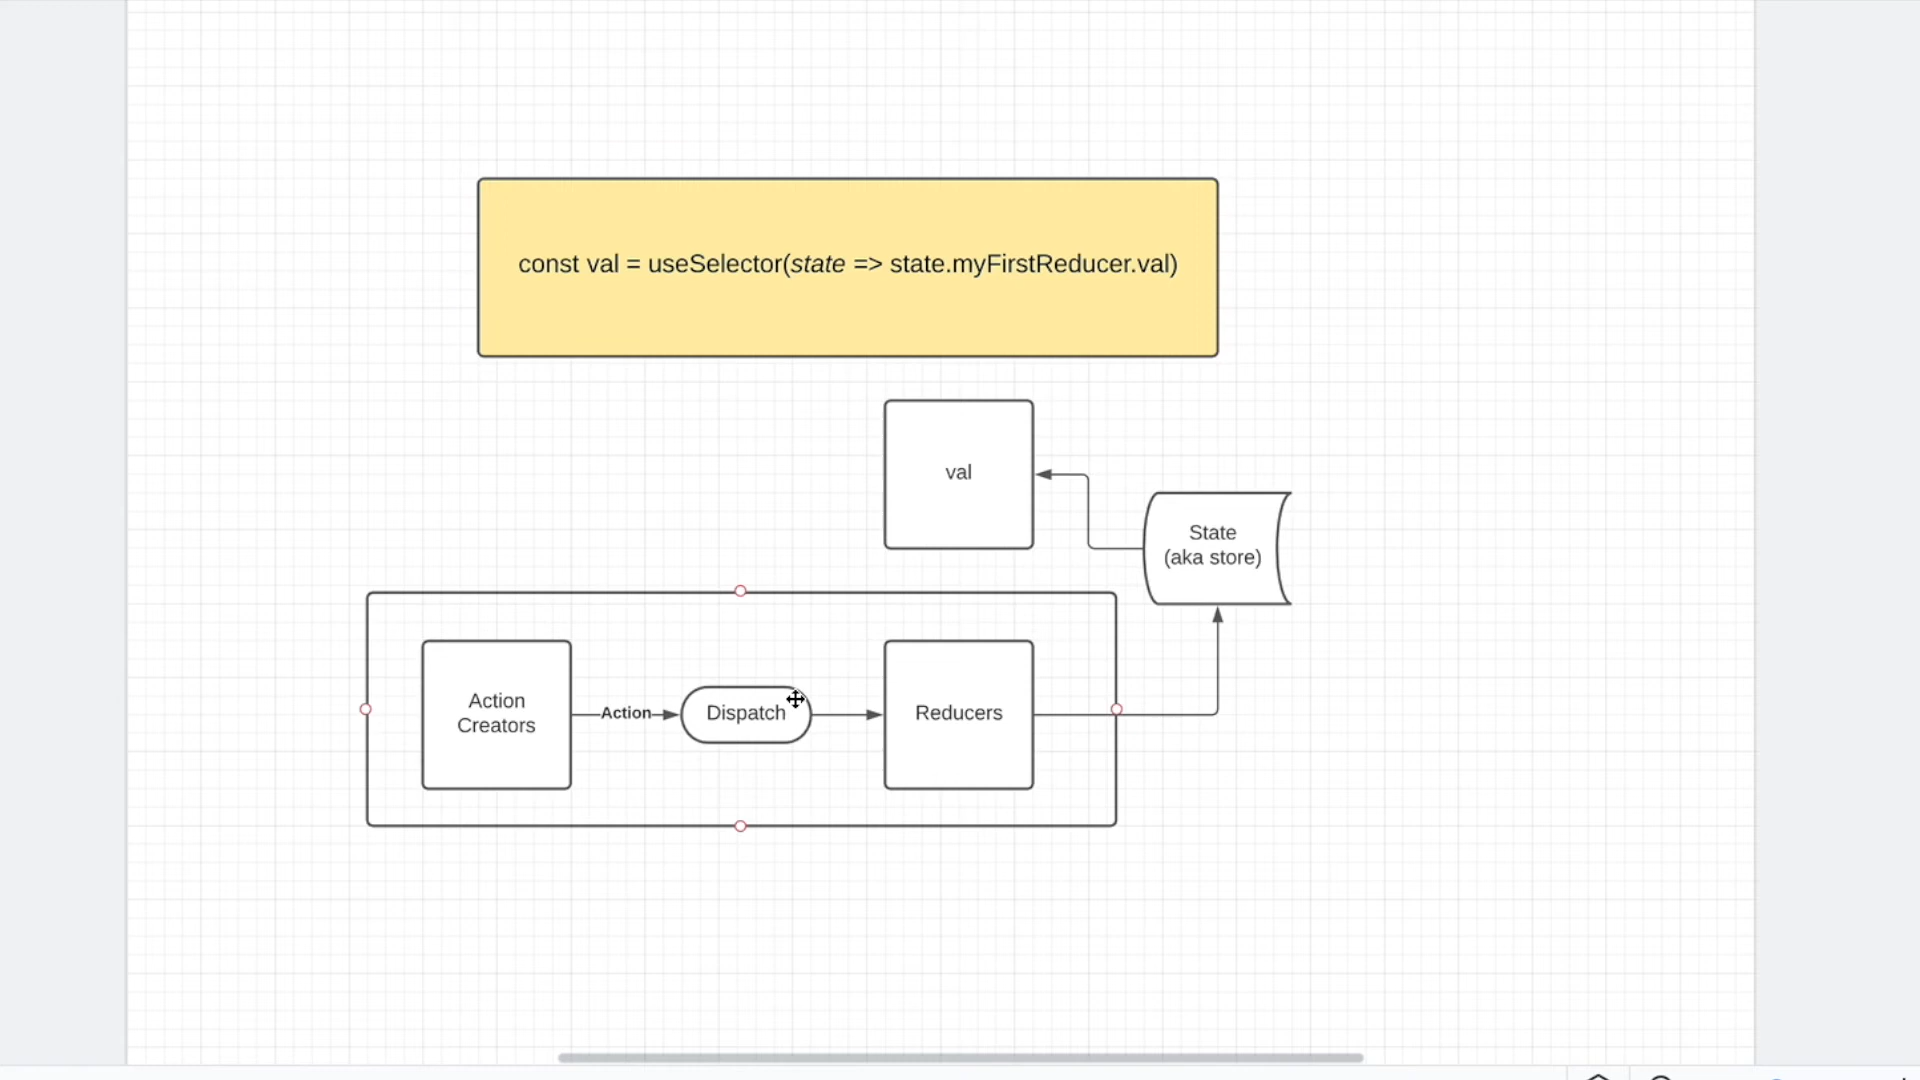 const val = useSelector(state => state.myFirstReducer.val)
val
State
(aka store)
Action
Creators
Action
Dispatch
Reducers